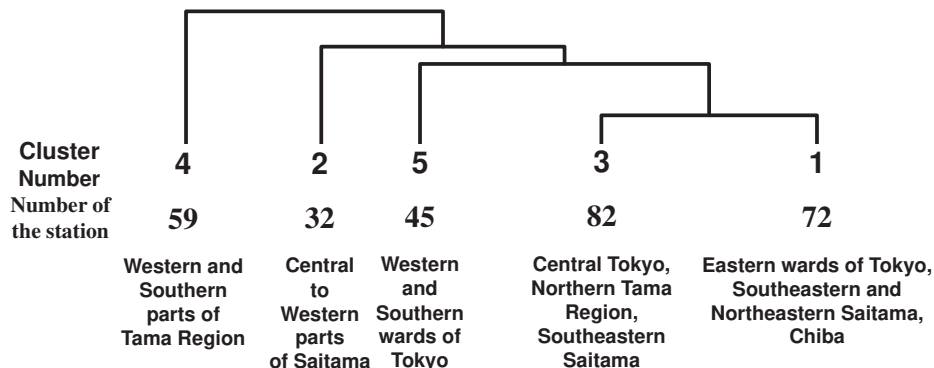 Cluster Number 4 2 5 3 1
Number of the station 59 32 45 82 72
Western and
Southern
parts of
Tama Region
Central
to
Western
parts
of Saitama
Western
and
Southern
wards of
Tokyo
Central Tokyo,
Northern Tama
Region,
Southeastern
Saitama
Eastern wards of Tokyo,
Southeastern and
Northeastern Saitama,
Chiba